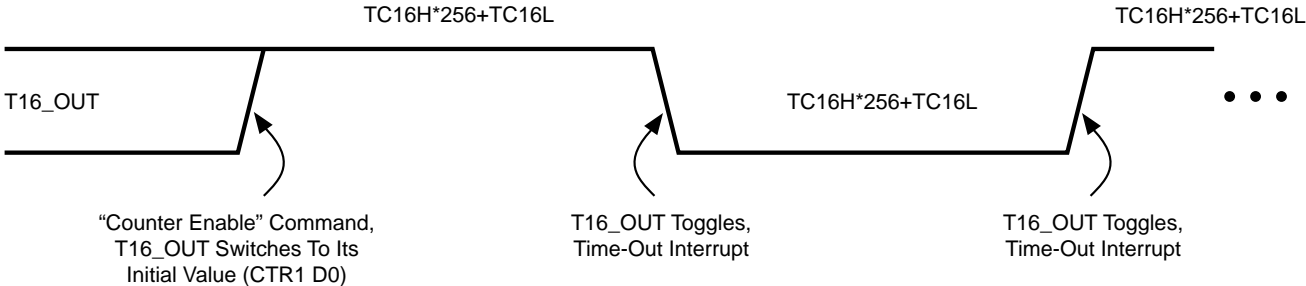 TC16H*256+TC16L
TC16H*256+TC16L
T16_OUT
TC16H*256+TC16L
“Counter Enable” Command,
T16_OUT Switches To Its
Initial Value (CTR1 D0)
T16_OUT Toggles,
Time-Out Interrupt
T16_OUT Toggles,
Time-Out Interrupt